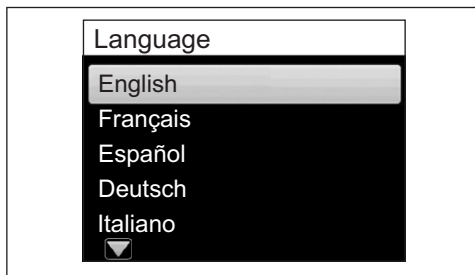 Language
English
Français
Español
Deutsch
Italiano